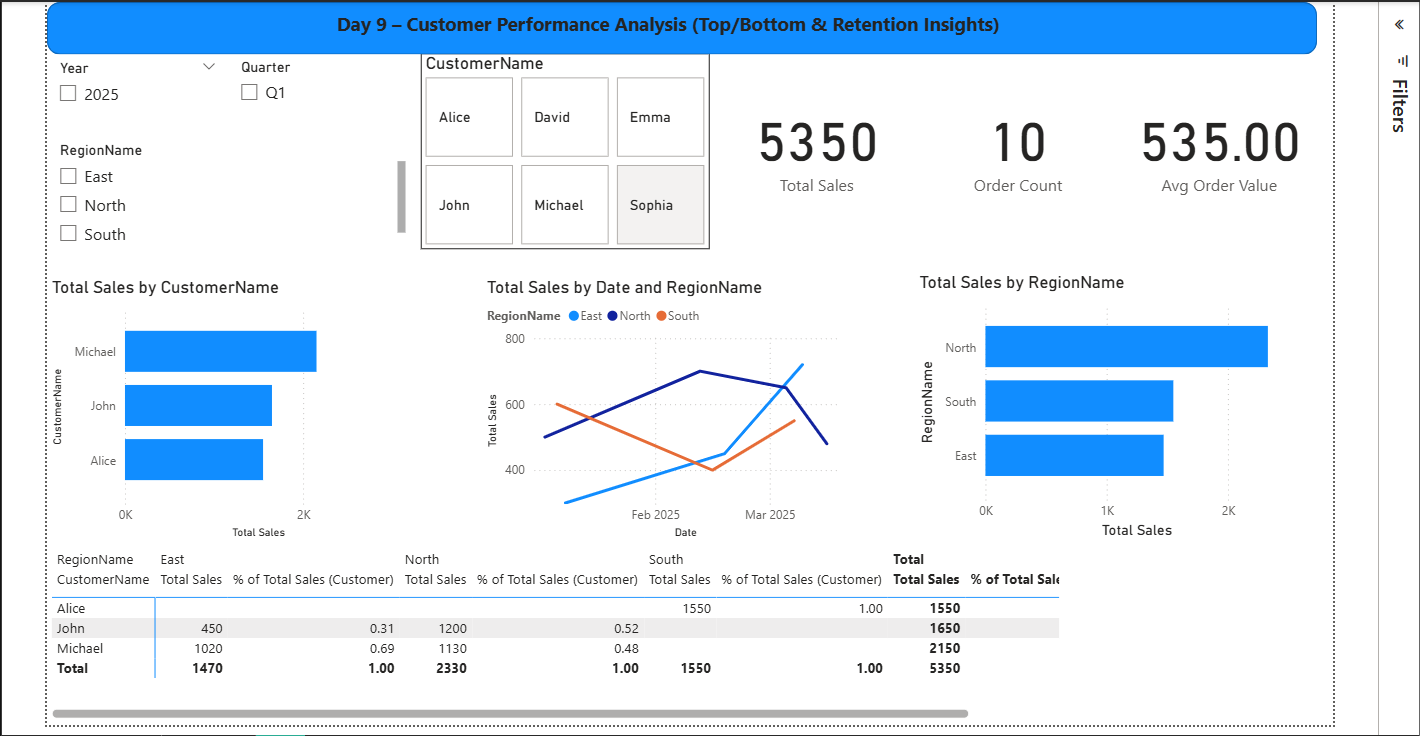 Day 9 – Customer Performance Analysis (Top/Bottom & Retention Insights)
Year
2025
Quarter
Q1
RegionName
East
North
South
CustomerName
Alice David Emma
John Michael Sophia
5350
Total Sales
10
Order Count
535.00
Avg Order Value
Filters
Total Sales by CustomerName
CustomerName
Michael
John
Alice
0K 2K
Total Sales
Total Sales by Date and RegionName
RegionName East North South
Total Sales
800
600
400
Feb 2025 Mar 2025
Date
Total Sales by RegionName
RegionName
North
South
East
0K 1K 2K
Total Sales
RegionName East North South Total
CustomerName Total Sales % of Total Sales (Customer) Total Sales % of Total Sales (Customer) Total Sales % of Total Sales (Customer) Total Sales % of Total Sale
Alice 1550 1.00 1550
John 450 0.31 1200 0.52 1650
Michael 1020 0.69 1130 0.48 2150
Total 1470 1.00 2330 1.00 1550 1.00 5350